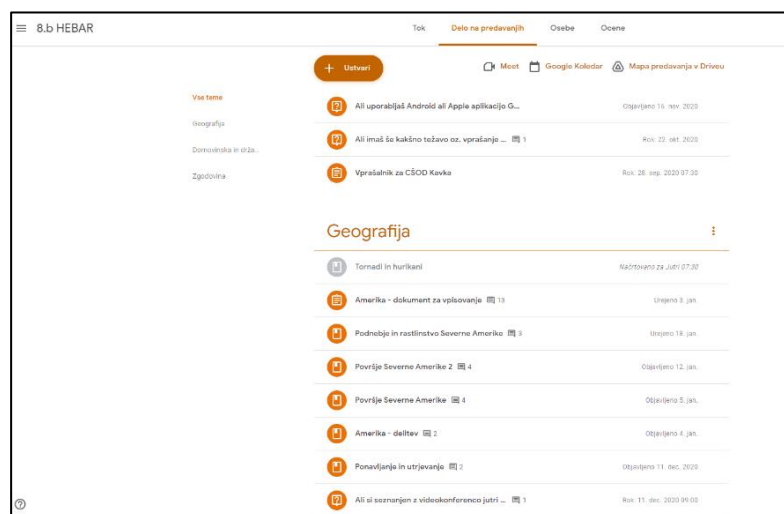 8.b HEBAR
Tok Delo na predavanjih Osebe Ocene
+ Ustvari
Meet Google Koledar Mapa predavanja v Driveu
Vse teme
Geografija
Domovinska in drža...
Zgodovina
Ali uporabljaš Android ali Apple aplikacijo G... Objavljeno 16. nov. 2020
Ali imaš še kakšno težavo oz. vprašanje ... 1 Rok: 22. okt. 2020
Vprašalnik za CŠOD Kavka Rok: 28. sep. 2020 07:30
Geografija
Tornadi in hurikani Načrtovano za Jutri 07:30
Amerika - dokument za vpisovanje 13 Urejeno 3. jan.
Podnebje in rastlinstvo Severne Amerike 3 Urejeno 18. jan.
Površje Severne Amerike 2 4 Objavljeno 12. jan.
Površje Severne Amerike 4 Objavljeno 5. jan.
Amerika - delitev 2 Objavljeno 4. jan.
Ponavljanje in utrjevanje 2 Objavljeno 11. dec. 2020
Ali si seznanjen z videokonferenco jutri ... 1 Rok: 11. dec. 2020 09:00